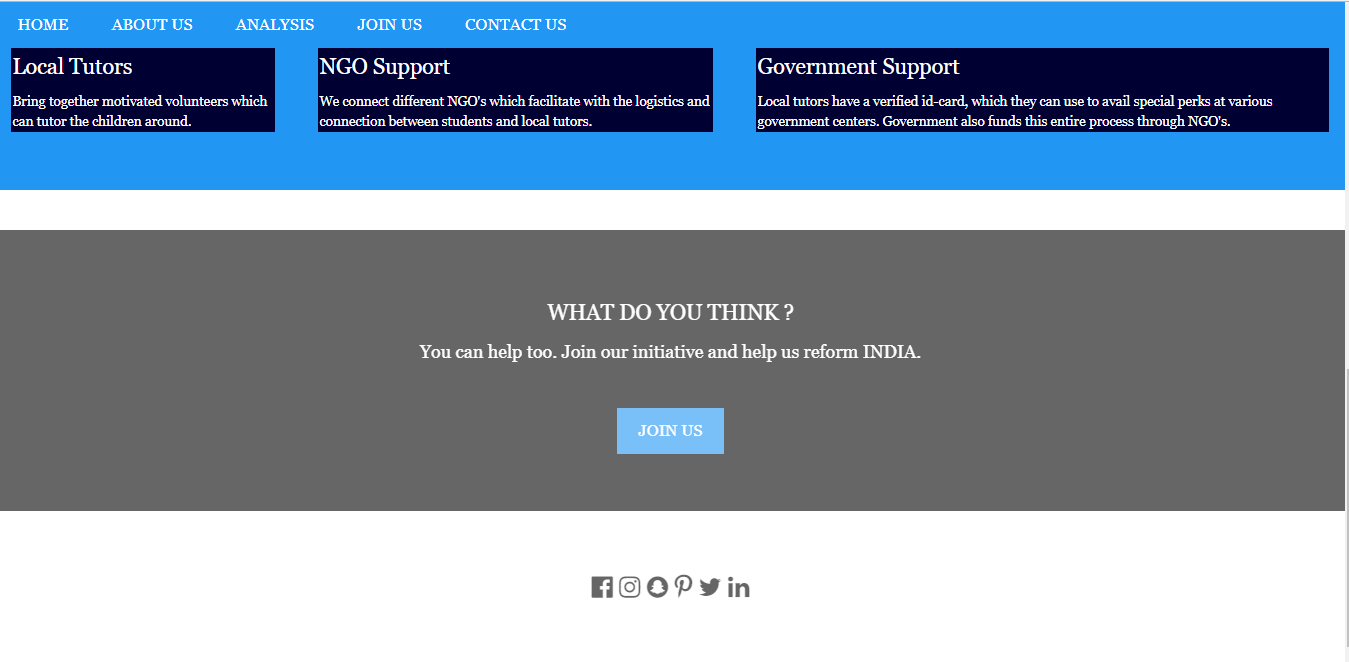 HOME ABOUT US ANALYSIS JOIN US CONTACT US
Local Tutors
Bring together motivated volunteers which
can tutor the children around.
NGO Support
We connect different NGO's which facilitate with the logistics and
connection between students and local tutors.
Government Support
Local tutors have a verified id-card, which they can use to avail special perks at various
government centers. Government also funds this entire process through NGO's.
WHAT DO YOU THINK ?
You can help too. Join our initiative and help us reform INDIA.
JOIN US